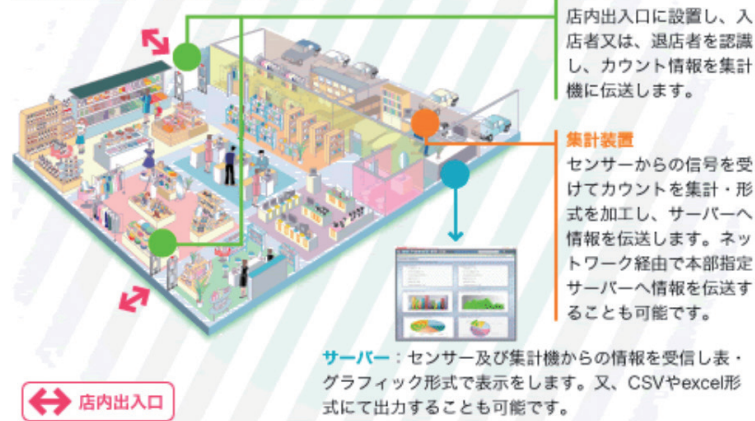 店内出入口に設置し、入
店者又は、退店者を認識
し、カウント情報を集計
機に伝送します。
集計装置
センサーからの信号を受
けてカウントを集計・形
式を加工し、サーバーへ
情報を伝送します。ネッ
トワーク経由で本部指定
サーバーへ情報を伝送す
ることも可能です。
サーバー：センサー及び集計機からの情報を受信し表・
グラフィック形式で表示をします。又、CSVやexcel形
式にて出力することも可能です。
店内出入口